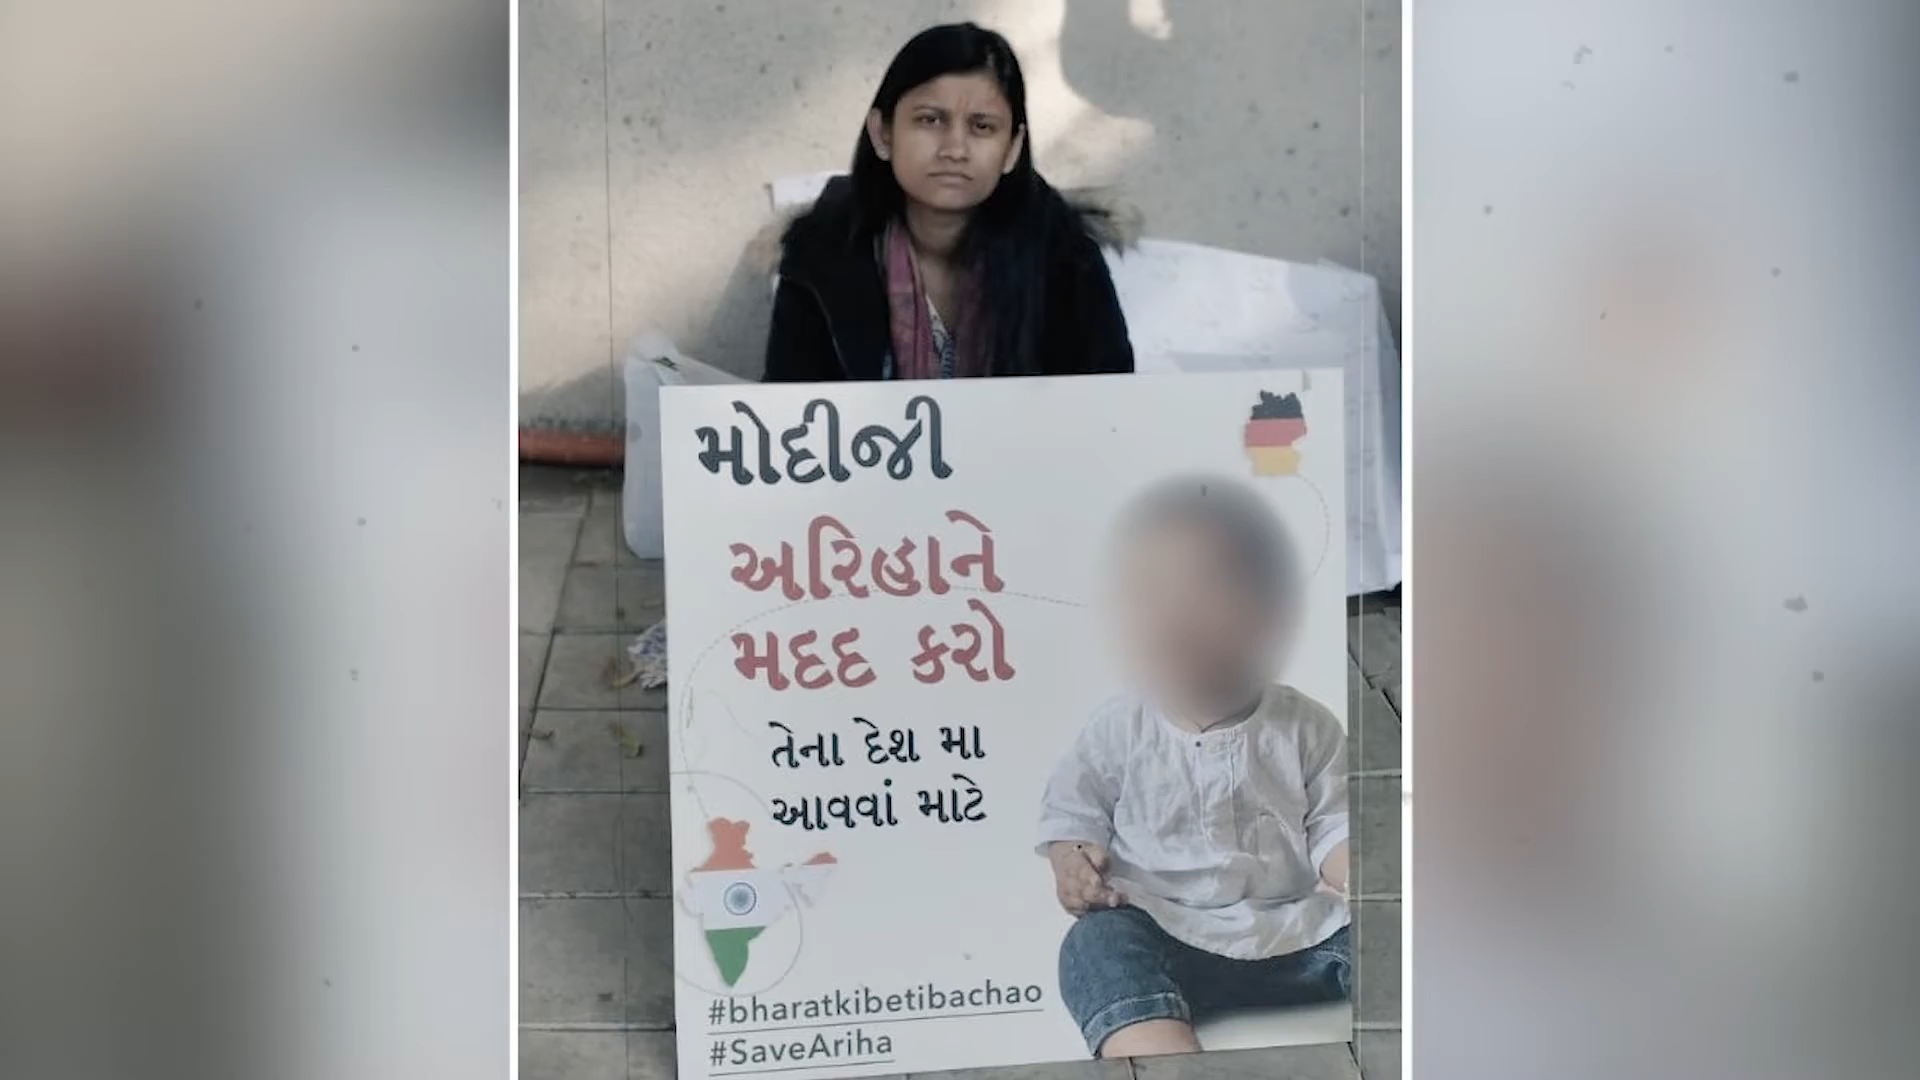 મોદીજી
અરિહાને
મદદ કરો
તેના દેશ મા
આવવાં માટે
#bharatkibetibachao
#SaveAriha